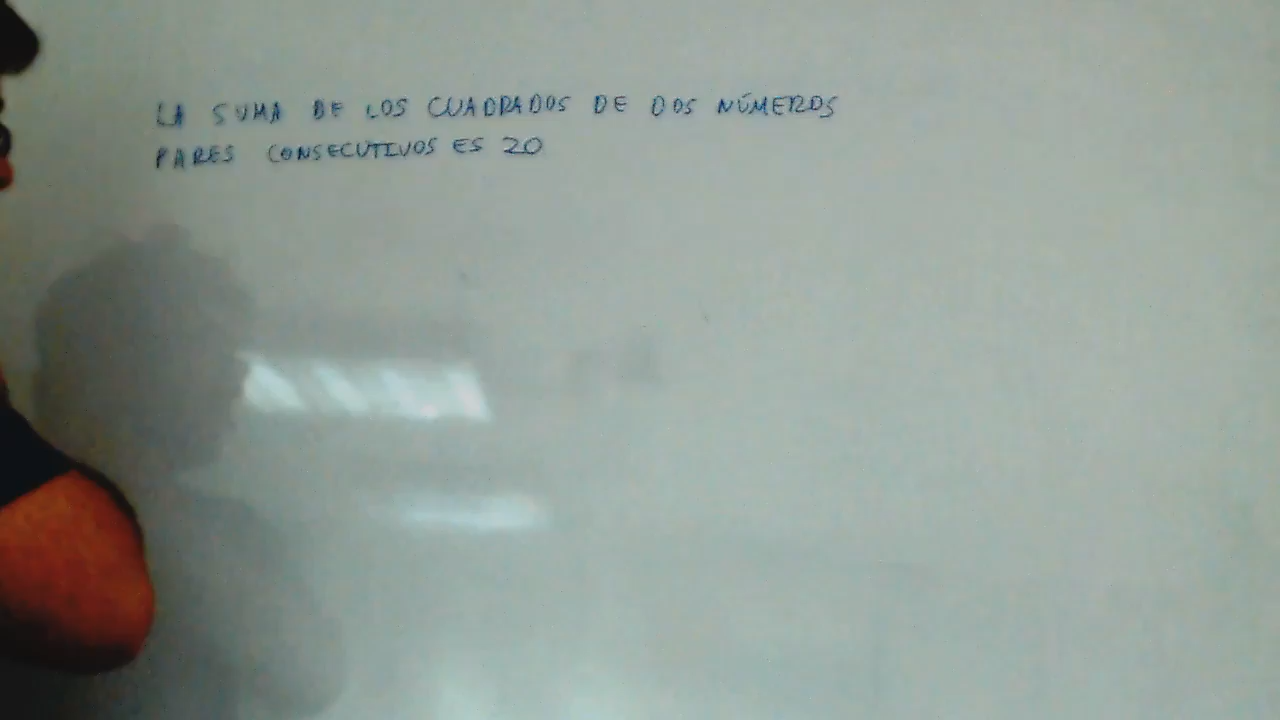 LA SUMA DE LOS CUADRADOS DE DOS NÚMEROS
PARES CONSECUTIVOS ES 20